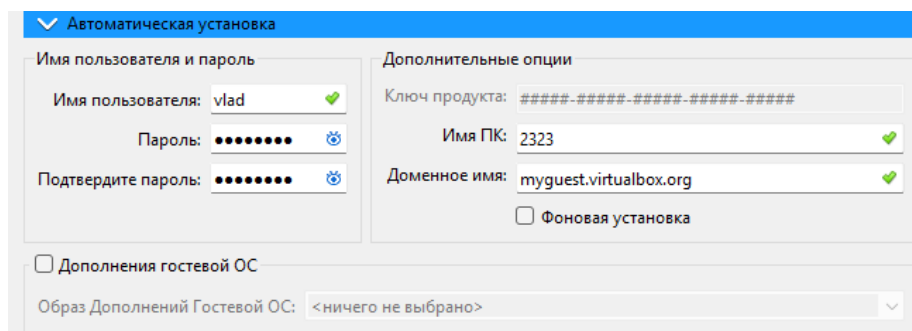 Автоматическая установка
Имя пользователя и пароль
Имя пользователя: vlad
Пароль: ●●●●●●●●
Подтвердите пароль: ●●●●●●●●
Дополнительные опции
Ключ продукта: #####-#####-#####-#####-#####
Имя ПК: 2323
Доменное имя: myguest.virtualbox.org
Фоновая установка
Дополнения гостевой ОС
Образ Дополнений Гостевой ОС: <ничего не выбрано>